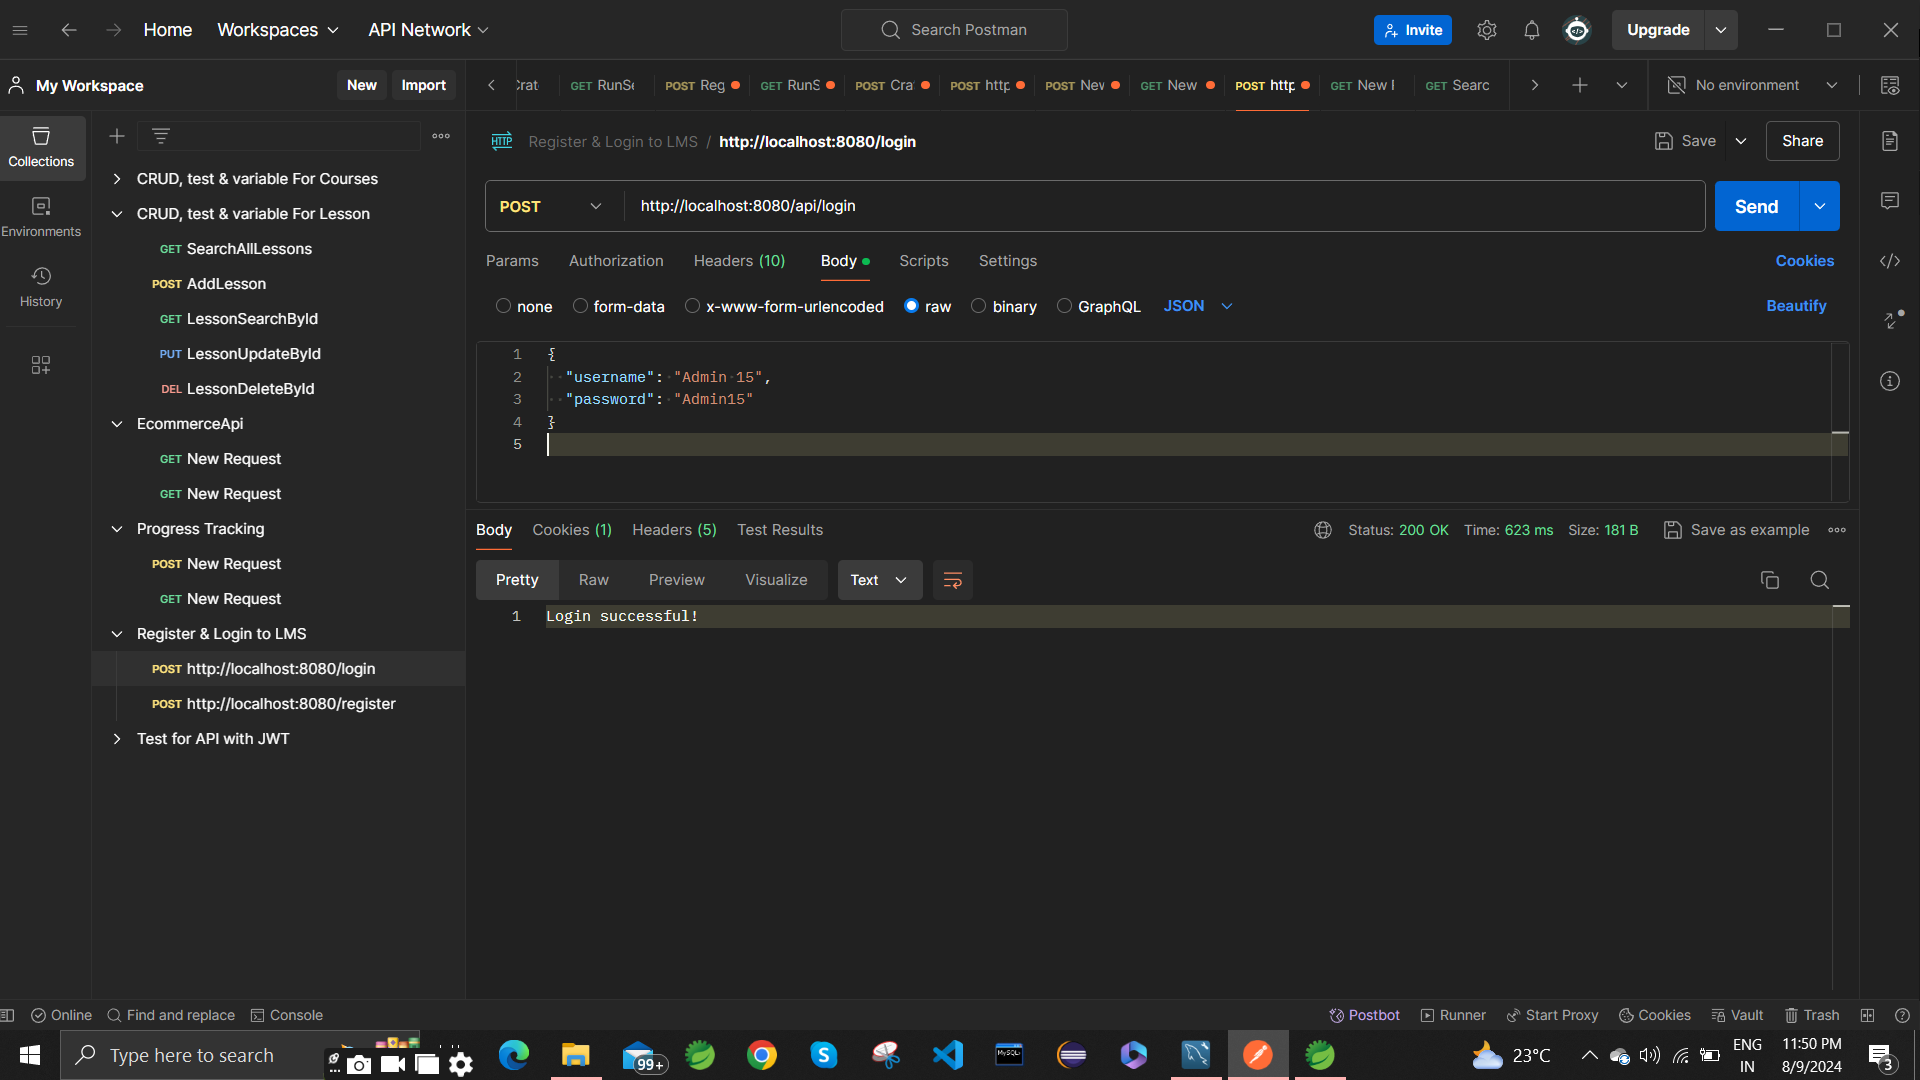 Home
Workspaces
API Network
Search Postman
Invite
Upgrade
My Workspace
New
Import
Crate
GET RunSe
POST Reg
GET RunS
POST Cra
POST http
POST New
GET New
POST http
GET New
GET Searc
No environment
Collections
Environments
History
CRUD, test & variable For Courses
CRUD, test & variable For Lesson
GET SearchAllLessons
POST AddLesson
GET LessonSearchById
PUT LessonUpdateById
DEL LessonDeleteById
EcommerceApi
GET New Request
GET New Request
Progress Tracking
POST New Request
GET New Request
Register & Login to LMS
POST http://localhost:8080/login
POST http://localhost:8080/register
Test for API with JWT
HTTP Register & Login to LMS / http://localhost:8080/login
Save
Share
POST
http://localhost:8080/api/login
Send
Params Authorization Headers (10) Body Scripts Settings
Cookies
none form-data x-www-form-urlencoded raw binary GraphQL JSON
Beautify
1 {
2 "username": "Admin 15",
3 "password": "Admin15"
4 }
5
Body Cookies (1) Headers (5) Test Results
Status: 200 OK Time: 623 ms Size: 181 B
Save as example
Pretty Raw Preview Visualize Text
1 Login successful!
Online Find and replace Console
Postbot Runner Start Proxy Cookies Vault Trash
Type here to search
99+
MySQL
23°C
ENG
IN
11:50 PM
8/9/2024
3